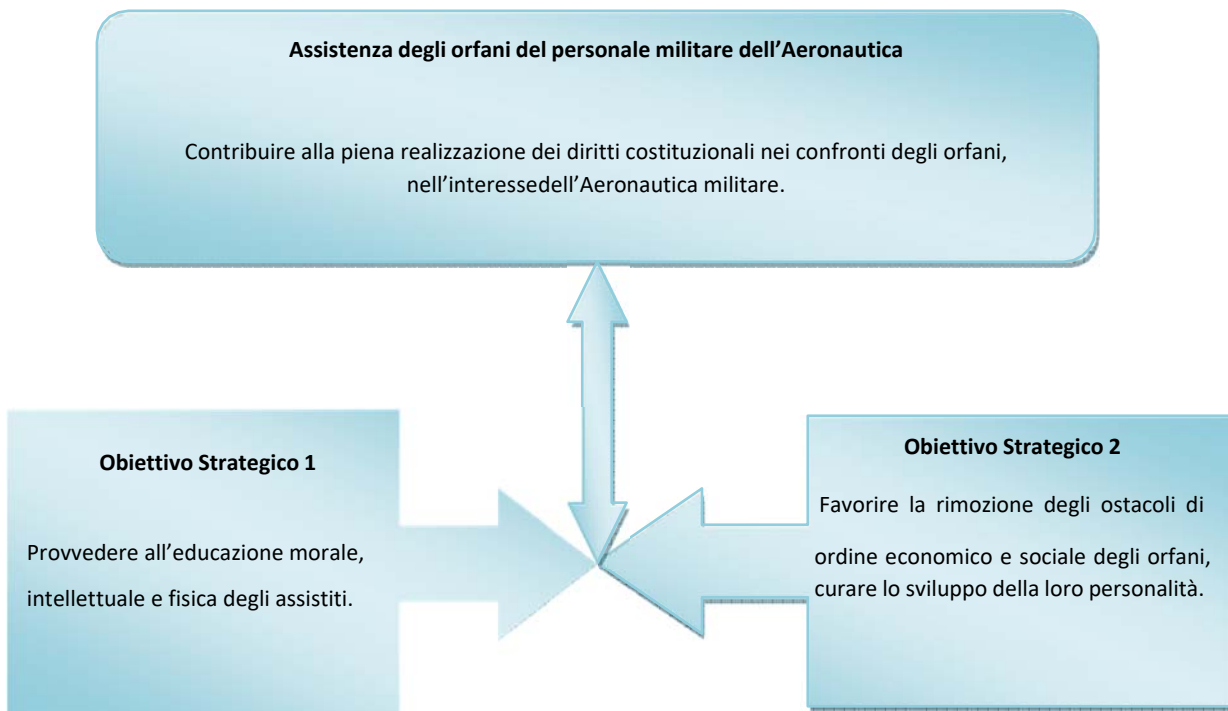 Assistenza degli orfani del personale militare dell’Aeronautica
Contribuire alla piena realizzazione dei diritti costituzionali nei confronti degli orfani,
nell’interessedell’Aeronautica militare.
Obiettivo Strategico 1
Provvedere all’educazione morale,
intellettuale e fisica degli assistiti.
Obiettivo Strategico 2
Favorire la rimozione degli ostacoli di
ordine economico e sociale degli orfani,
curare lo sviluppo della loro personalità.